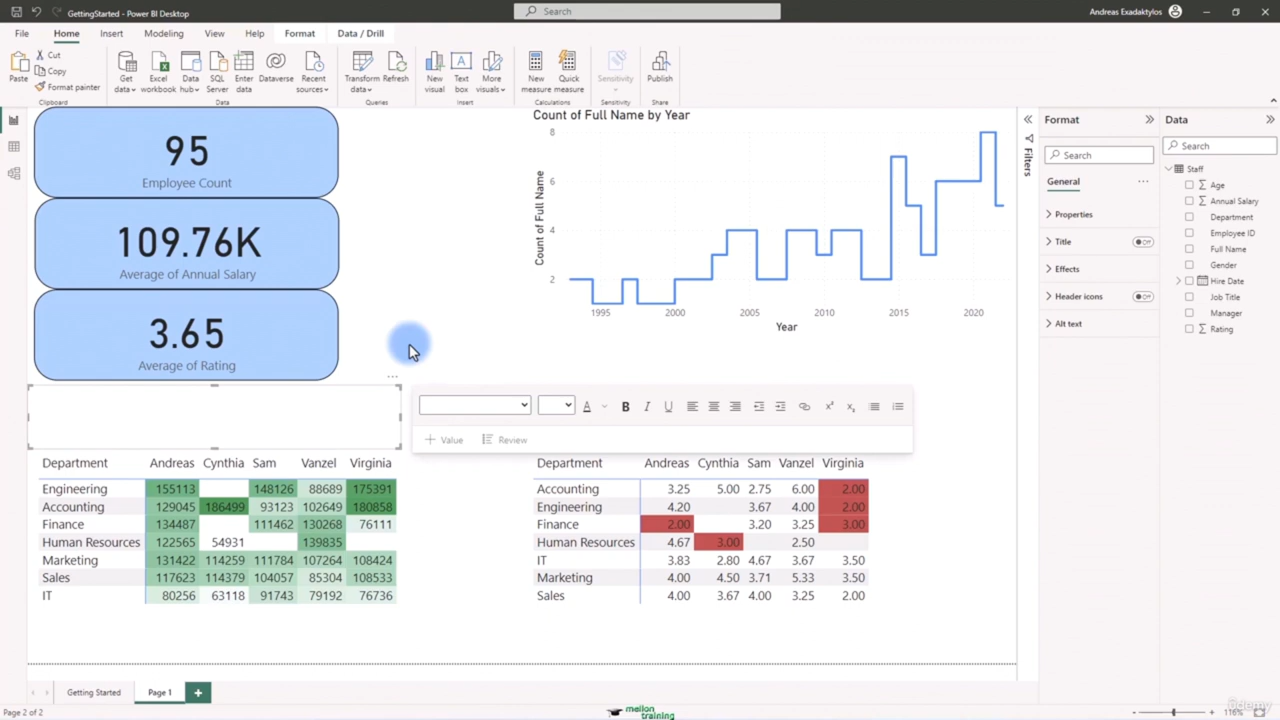 GettingStarted - Power BI Desktop
Search
Andreas Exadaktylos
File Home Insert Modeling View Help Format Data / Drill
Paste
Cut
Copy
Format painter
Clipboard
Get data
Excel workbook
Data hub
SQL Server
Enter data
Dataverse
Recent sources
Data
Transform data
Refresh
Queries
New visual
Text box
More visuals
Insert
New measure
Quick measure
Calculations
Sensitivity
Sensitivity
Publish
Share
95
Employee Count
109.76K
Average of Annual Salary
3.65
Average of Rating
Count of Full Name by Year
Count of Full Name
8
6
4
2
1995 2000 2005 2010 2015 2020
Year
Filters
Format
Search
General
Properties
Title Off
Effects
Header icons Off
Alt text
Data
Search
Staff
Age
Annual Salary
Department
Employee ID
Full Name
Gender
Hire Date
Job Title
Manager
Rating
A B I U x² x₂
+ Value Review
Department Andreas Cynthia Sam Vanzel Virginia
Engineering 155113 148126 88689 175391
Accounting 129045 186499 93123 102649 180858
Finance 134487 111462 130268 76111
Human Resources 122565 54931 139835
Marketing 131422 114259 111784 107264 108424
Sales 117623 114379 104057 85304 108533
IT 80256 63118 91743 79192 76736
Department Andreas Cynthia Sam Vanzel Virginia
Accounting 3.25 5.00 2.75 6.00 2.00
Engineering 4.20 3.67 4.00 2.00
Finance 2.00 3.20 3.25 3.00
Human Resources 4.67 3.00 2.50
IT 3.83 2.80 4.67 3.67 3.50
Marketing 4.00 4.50 3.71 5.33 3.50
Sales 4.00 3.67 4.00 3.25 2.00
Getting Started Page 1 +
Page 2 of 2
mellon training
ûdemy
- + 116%